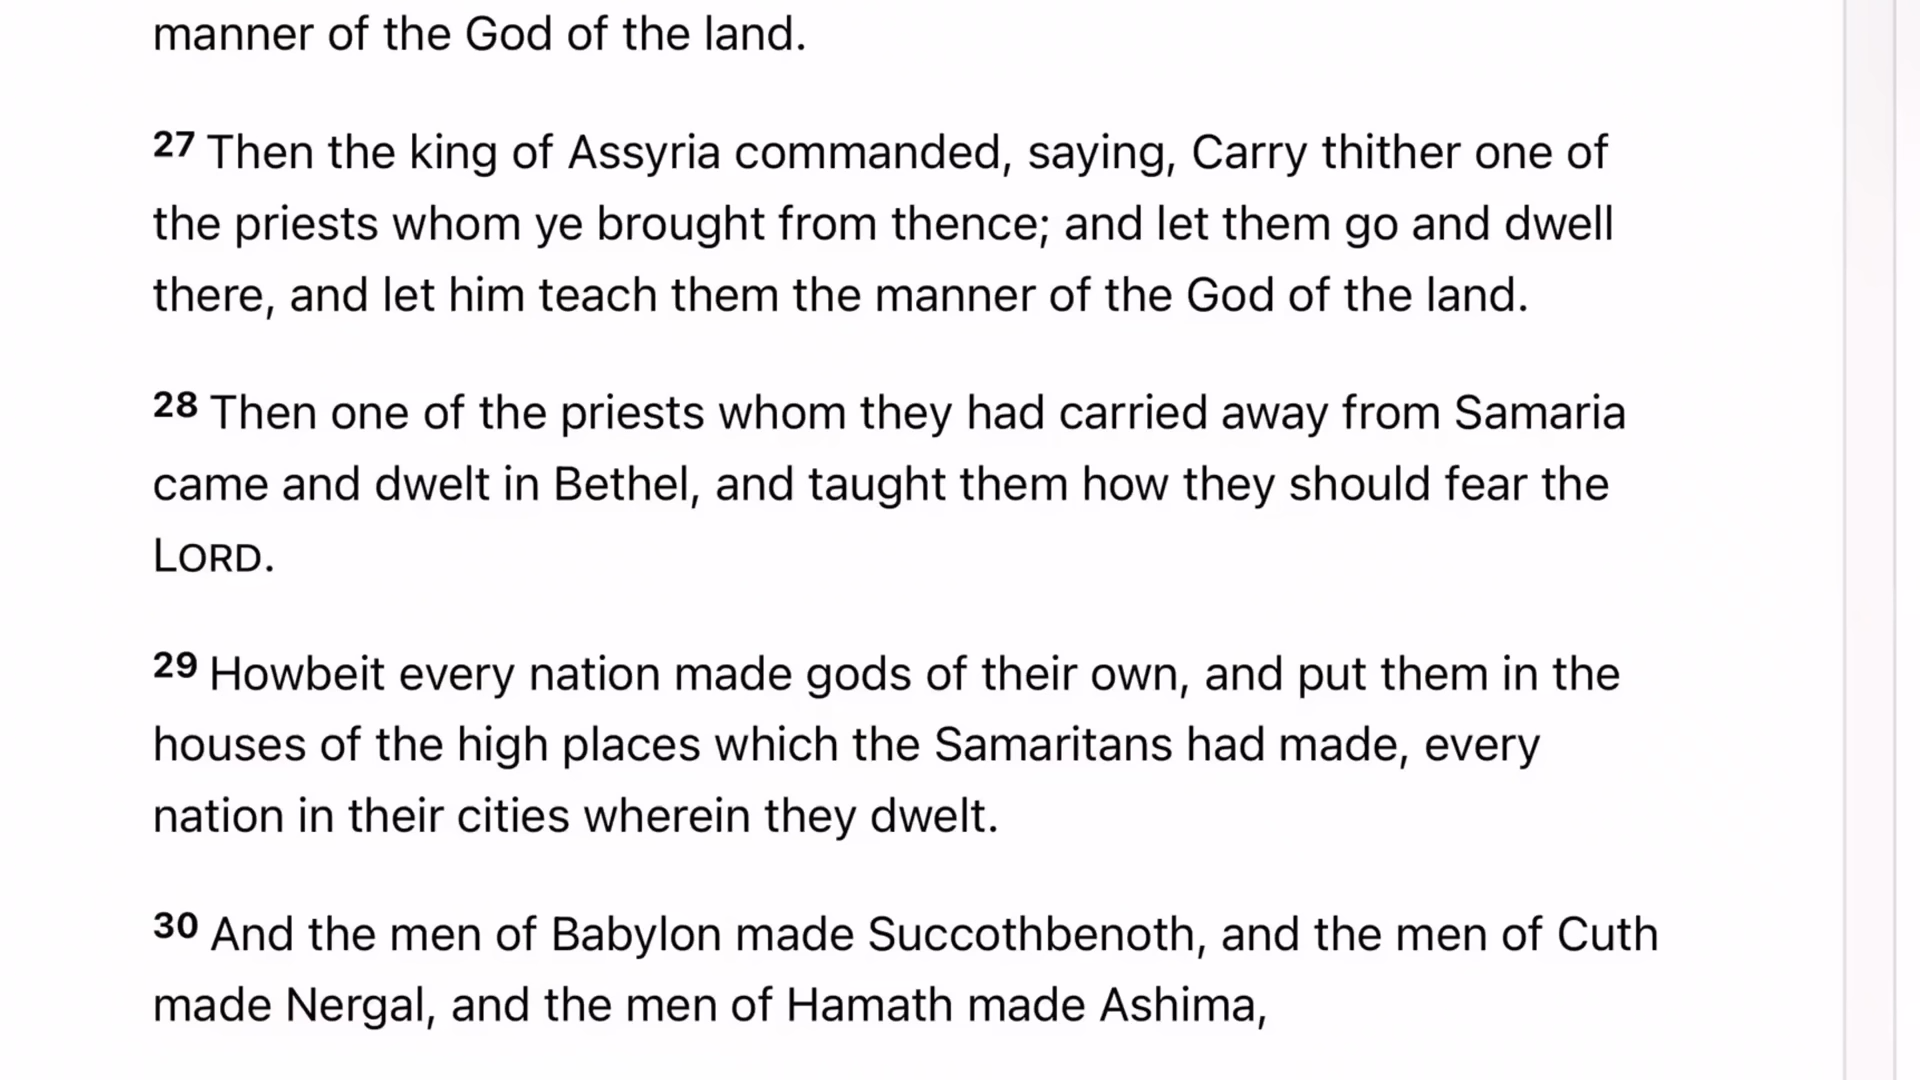 manner of the God of the land.
27 Then the king of Assyria commanded, saying, Carry thither one of
the priests whom ye brought from thence; and let them go and dwell
there, and let him teach them the manner of the God of the land.
28 Then one of the priests whom they had carried away from Samaria
came and dwelt in Bethel, and taught them how they should fear the
LORD.
29 Howbeit every nation made gods of their own, and put them in the
houses of the high places which the Samaritans had made, every
nation in their cities wherein they dwelt.
30 And the men of Babylon made Succothbenoth, and the men of Cuth
made Nergal, and the men of Hamath made Ashima,